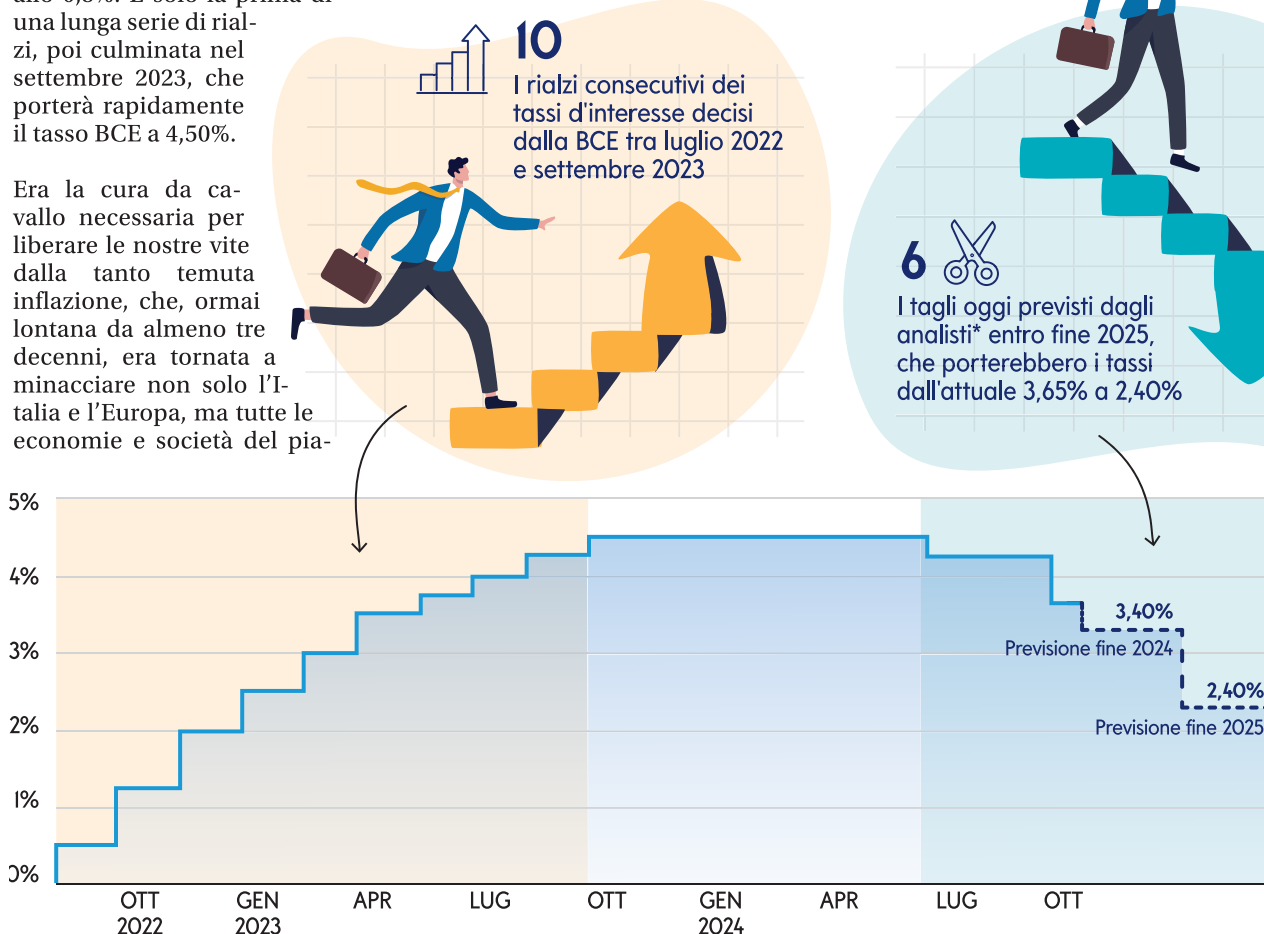 una lunga serie di rial-
zi, poi culminata nel
settembre 2023, che
porterà rapidamente
il tasso BCE a 4,50%.
Era la cura da ca-
vallo necessaria per
liberare le nostre vite
dalla tanto temuta
inflazione, che, ormai
lontana da almeno tre
decenni, era tornata a
minacciare non solo l'I-
talia e l'Europa, ma tutte le
economie e società del pia-
10
I rialzi consecutivi dei
tassi d'interesse decisi
dalla BCE tra luglio 2022
e settembre 2023
6
I tagli oggi previsti dagli
analisti* entro fine 2025,
che porterebbero i tassi
dall'attuale 3,65% a 2,40%
5%
4%
3%
2%
1%
0%
3,40%
Previsione fine 2024
2,40%
Previsione fine 2025
OTT
2022
GEN
2023
APR
LUG
OTT
GEN
2024
APR
LUG
OTT